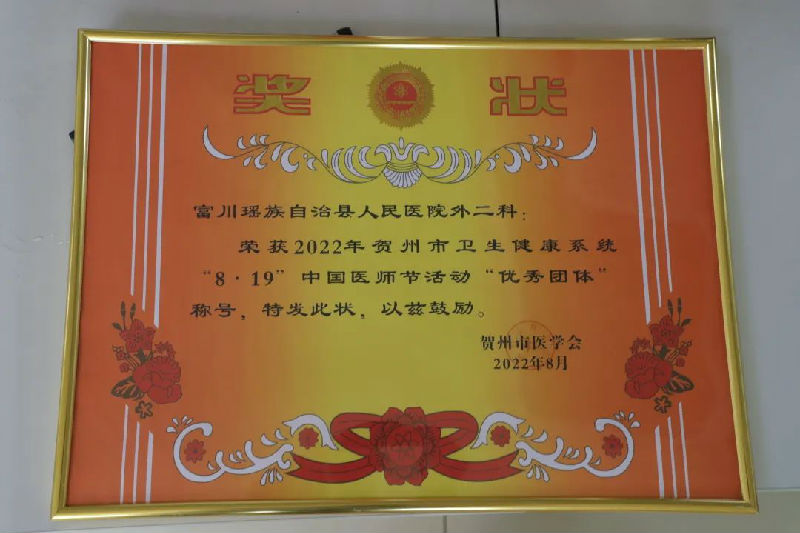 奖 状
富川瑶族自治县人民医院外二科：
荣获2022年贺州市卫生健康系统
“8·19”中国医师节活动“优秀团体”
称号，特发此状，以兹鼓励。
贺州市医学会
2022年8月